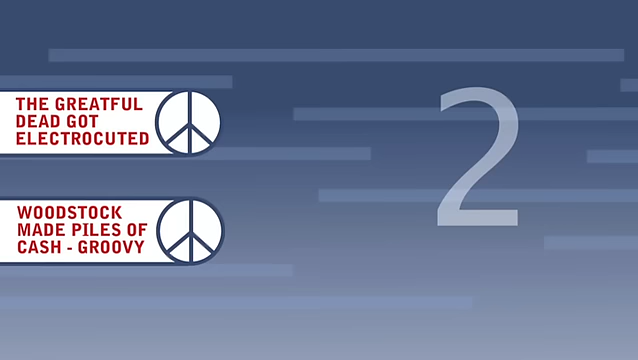 THE GREATFUL
DEAD GOT
ELECTROCUTED
WOODSTOCK
MADE PILES OF
CASH - GROOVY
2